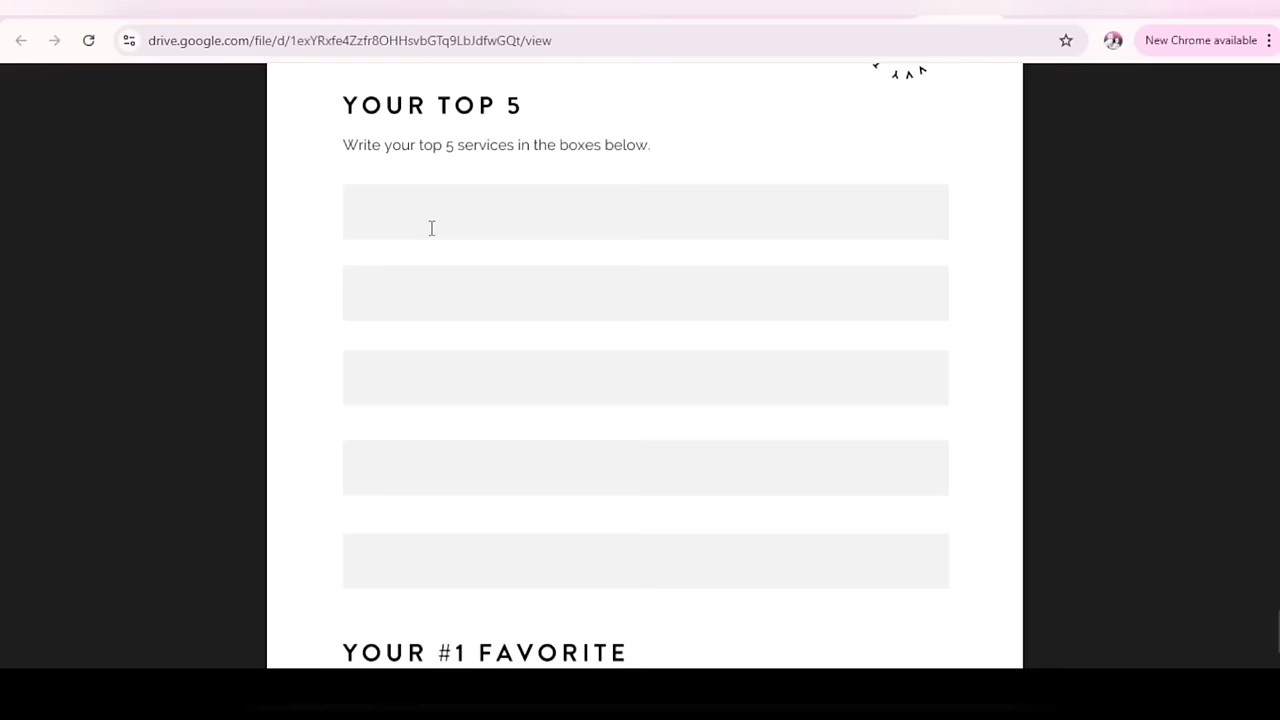 drive.google.com/file/d/1exYRxfe4Zzfr8OHHsvbGTq9LbJdfwGQt/view
New Chrome available
YOUR TOP 5
Write your top 5 services in the boxes below.
YOUR #1 FAVORITE